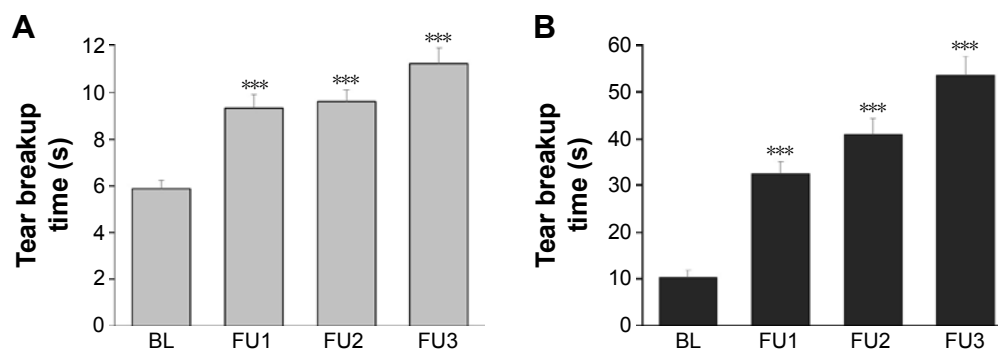 A
Tear breakup
time (s)
12
10
8
6
4
2
0
***
***
***
BL
FU1
FU2
FU3
B
Tear breakup
time (s)
60
50
40
30
20
10
0
***
***
***
BL
FU1
FU2
FU3